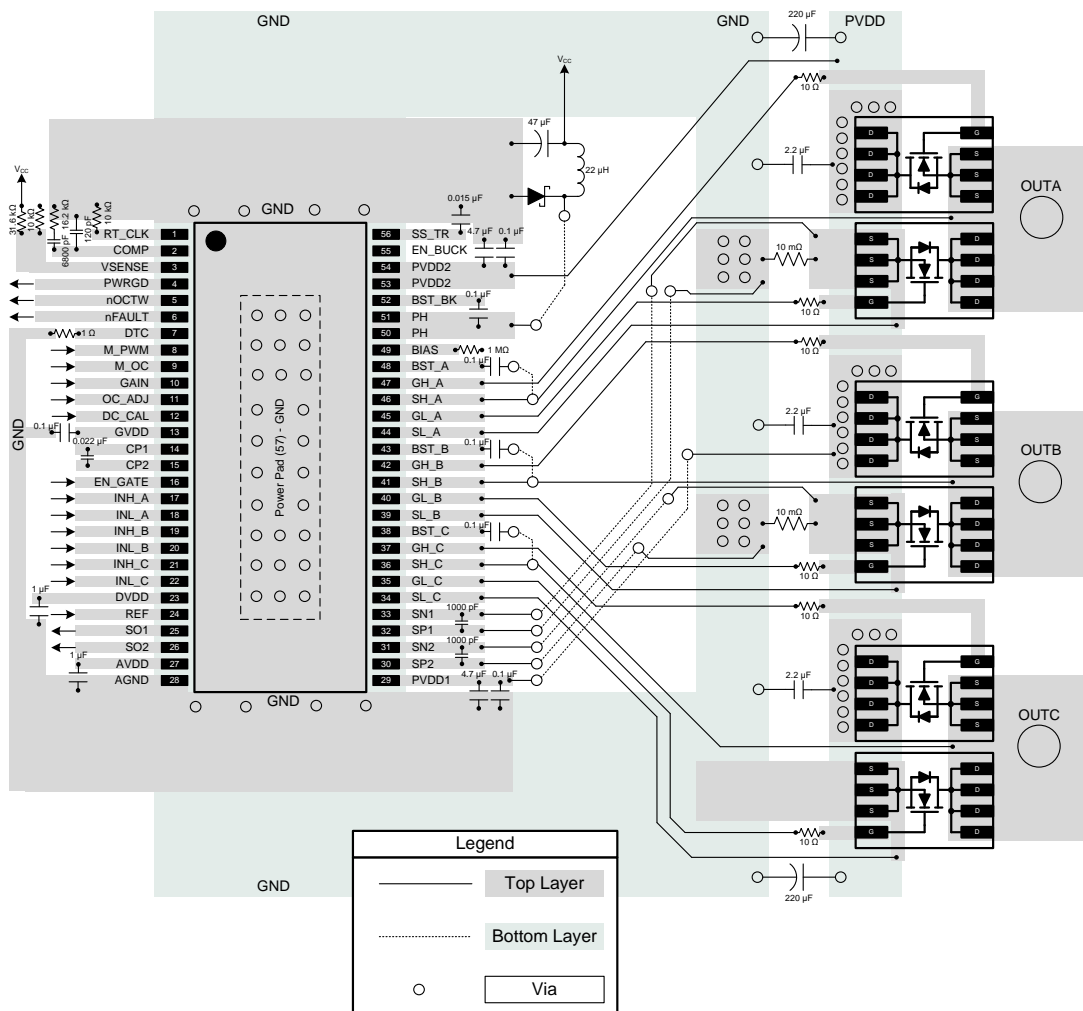 GND
GND
220 µF
PVDD
VCC
10 Ω
47 µF
22 µH
2.2 µF
D
D
D
D
G
S
S
S
OUTA
VCC
31.6 kΩ
10 kΩ
16.2 kΩ
6800 pF
120 pF
10 kΩ
GND
0.015 µF
4.7 µF
0.1 µF
RT_CLK 1
COMP 2
VSENSE 3
PWRGD 4
nOCTW 5
nFAULT 6
DTC 7
1 Ω
M_PWM 8
M_OC 9
GAIN 10
OC_ADJ 11
DC_CAL 12
GVDD 13
0.1 µF
CP1 14
0.022 µF
CP2 15
EN_GATE 16
INH_A 17
INL_A 18
INH_B 19
INL_B 20
INH_C 21
INL_C 22
DVDD 23
1 µF
REF 24
SO1 25
SO2 26
AVDD 27
1 µF
AGND 28
GND
Power Pad (57) - GND
GND
56 SS_TR
55 EN_BUCK
54 PVDD2
53 PVDD2
52 BST_BK
0.1 µF
51 PH
50 PH
49 BIAS
1 MΩ
48 BST_A
0.1 µF
47 GH_A
46 SH_A
45 GL_A
44 SL_A
43 BST_B
0.1 µF
42 GH_B
41 SH_B
40 GL_B
39 SL_B
38 BST_C
0.1 µF
37 GH_C
36 SH_C
35 GL_C
34 SL_C
33 SN1
1000 pF
32 SP1
31 SN2
1000 pF
30 SP2
29 PVDD1
4.7 µF
0.1 µF
10 mΩ
S
S
S
G
D
D
D
D
10 Ω
10 Ω
2.2 µF
D
D
D
D
G
S
S
S
OUTB
10 mΩ
S
S
S
G
D
D
D
D
10 Ω
10 Ω
2.2 µF
D
D
D
D
G
S
S
S
OUTC
S
S
S
G
D
D
D
D
10 Ω
220 µF
GND
GND
Legend
Top Layer
Bottom Layer
Via